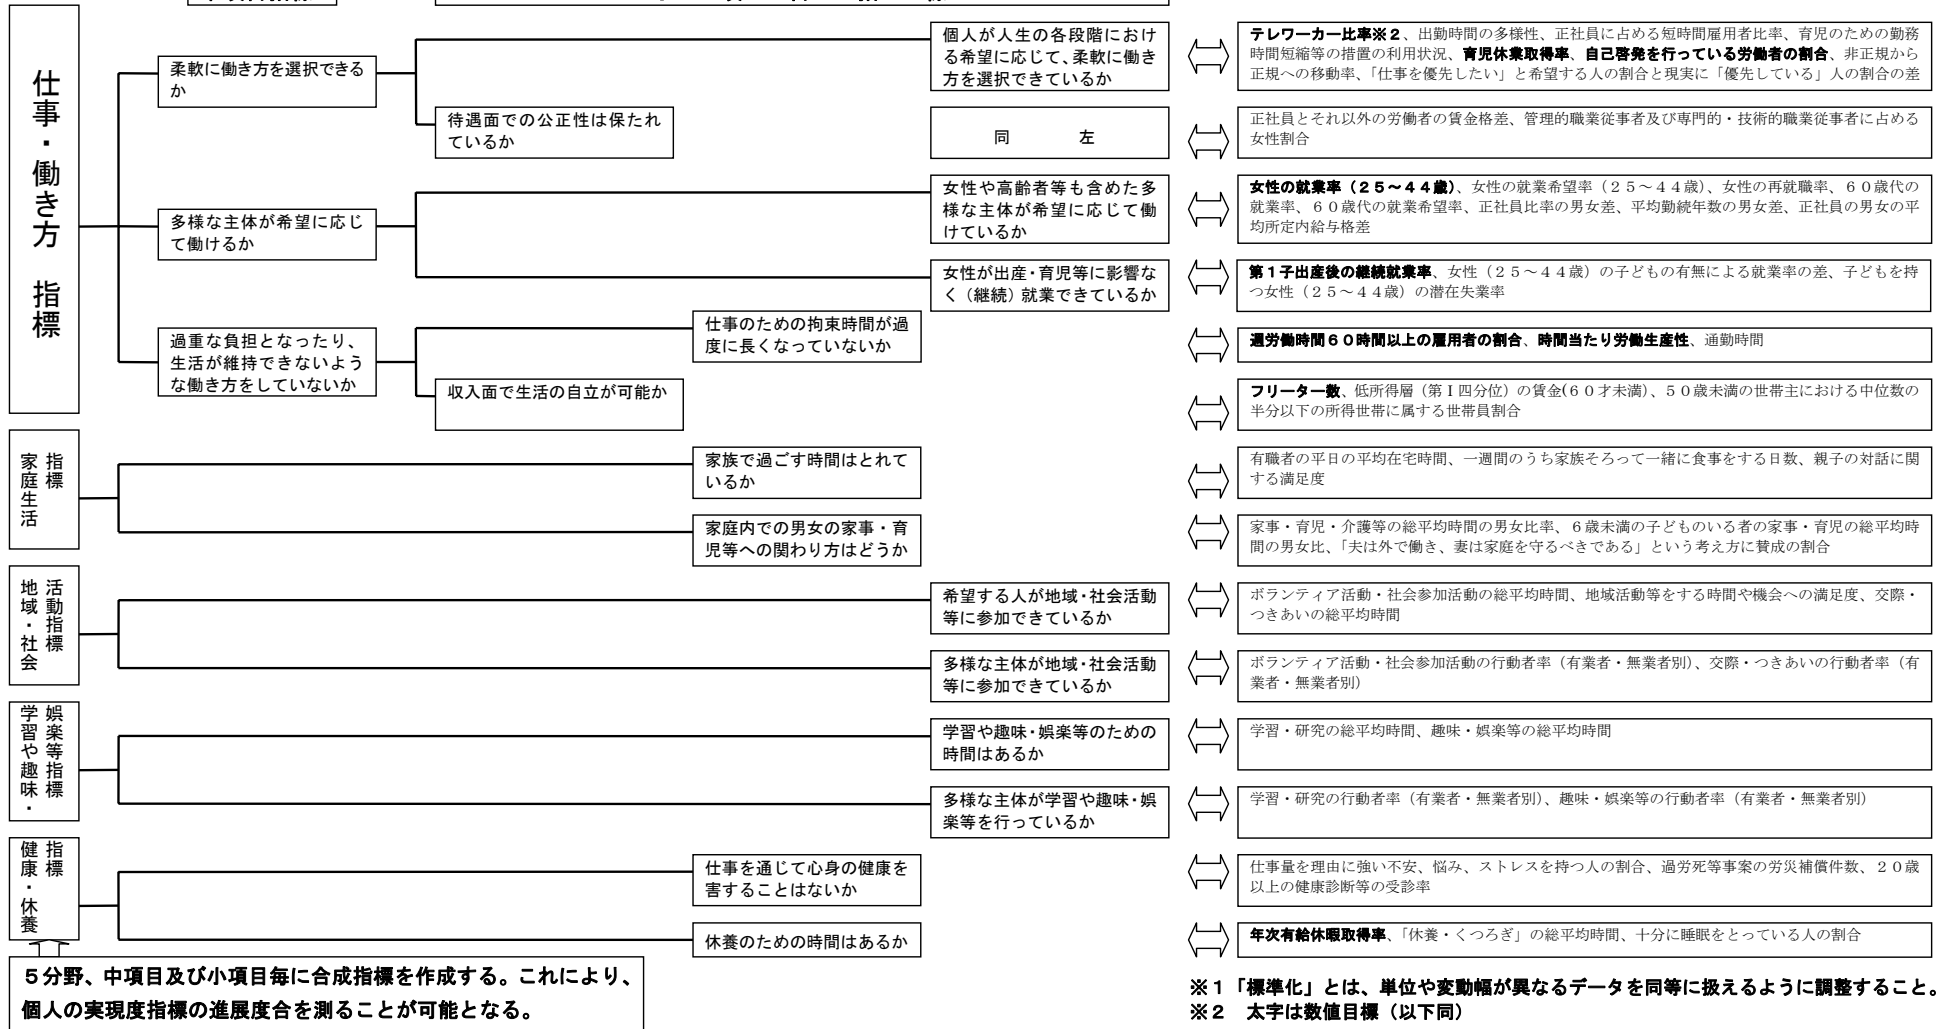 仕事・働き方 指標
柔軟に働き方を選択できる
か
個人が人生の各段階におけ
る希望に応じて、柔軟に働き
方を選択できているか
テレワーカー比率※２、出勤時間の多様性、正社員に占める短時間雇用者比率、育児のための勤務
時間短縮等の措置の利用状況、育児休業取得率、自己啓発を行っている労働者の割合、非正規から
正規への移動率、「仕事を優先したい」と希望する人の割合と現実に「優先している」人の割合の差
待遇面での公正性は保たれ
ているか
同 左
正社員とそれ以外の労働者の賃金格差、管理的職業従事者及び専門的・技術的職業従事者に占める
女性割合
多様な主体が希望に応じ
て働けるか
女性や高齢者等も含めた多
様な主体が希望に応じて働
けているか
女性の就業率（２５～４４歳）、女性の就業希望率（２５～４４歳）、女性の再就職率、６０歳代の
就業率、６０歳代の就業希望率、正社員比率の男女差、平均勤続年数の男女差、正社員の男女の平
均所定内給与格差
女性が出産・育児等に影響な
く（継続）就業できているか
第１子出産後の継続就業率、女性（２５～４４歳）の子どもの有無による就業率の差、子どもを持
つ女性（２５～４４歳）の潜在失業率
過重な負担となったり、
生活が維持できないよう
な働き方をしていないか
仕事のための拘束時間が過
度に長くなっていないか
週労働時間６０時間以上の雇用者の割合、時間当たり労働生産性、通勤時間
収入面で生活の自立が可能か
フリーター数、低所得層（第Ⅰ四分位）の賃金(６０才未満)、５０歳未満の世帯主における中位数の
半分以下の所得世帯に属する世帯員割合
家庭生活
指標
家族で過ごす時間はとれて
いるか
有職者の平日の平均在宅時間、一週間のうち家族そろって一緒に食事をする日数、親子の対話に関
する満足度
家庭内での男女の家事・育
児等への関わり方はどうか
家事・育児・介護等の総平均時間の男女比率、６歳未満の子どものいる者の家事・育児の総平均時
間の男女比、「夫は外で働き、妻は家庭を守るべきである」という考え方に賛成の割合
地域・社会
活動指標
希望する人が地域・社会活動
等に参加できているか
ボランティア活動・社会参加活動の総平均時間、地域活動等をする時間や機会への満足度、交際・
つきあいの総平均時間
多様な主体が地域・社会活動
等に参加できているか
ボランティア活動・社会参加活動の行動者率（有業者・無業者別）、交際・つきあいの行動者率（有
業者・無業者別）
学習や趣味・
娯楽等指標
学習や趣味・娯楽等のための
時間はあるか
学習・研究の総平均時間、趣味・娯楽等の総平均時間
多様な主体が学習や趣味・娯
楽等を行っているか
学習・研究の行動者率（有業者・無業者別）、趣味・娯楽等の行動者率（有業者・無業者別）
健康・休養
指標
仕事を通じて心身の健康を
害することはないか
仕事量を理由に強い不安、悩み、ストレスを持つ人の割合、過労死等事案の労災補償件数、２０歳
以上の健康診断等の受診率
休養のための時間はあるか
年次有給休暇取得率、「休養・くつろぎ」の総平均時間、十分に睡眠をとっている人の割合
５分野、中項目及び小項目毎に合成指標を作成する。これにより、
個人の実現度指標の進展度合を測ることが可能となる。
※１「標準化」とは、単位や変動幅が異なるデータを同等に扱えるように調整すること。
※２ 太字は数値目標（以下同）